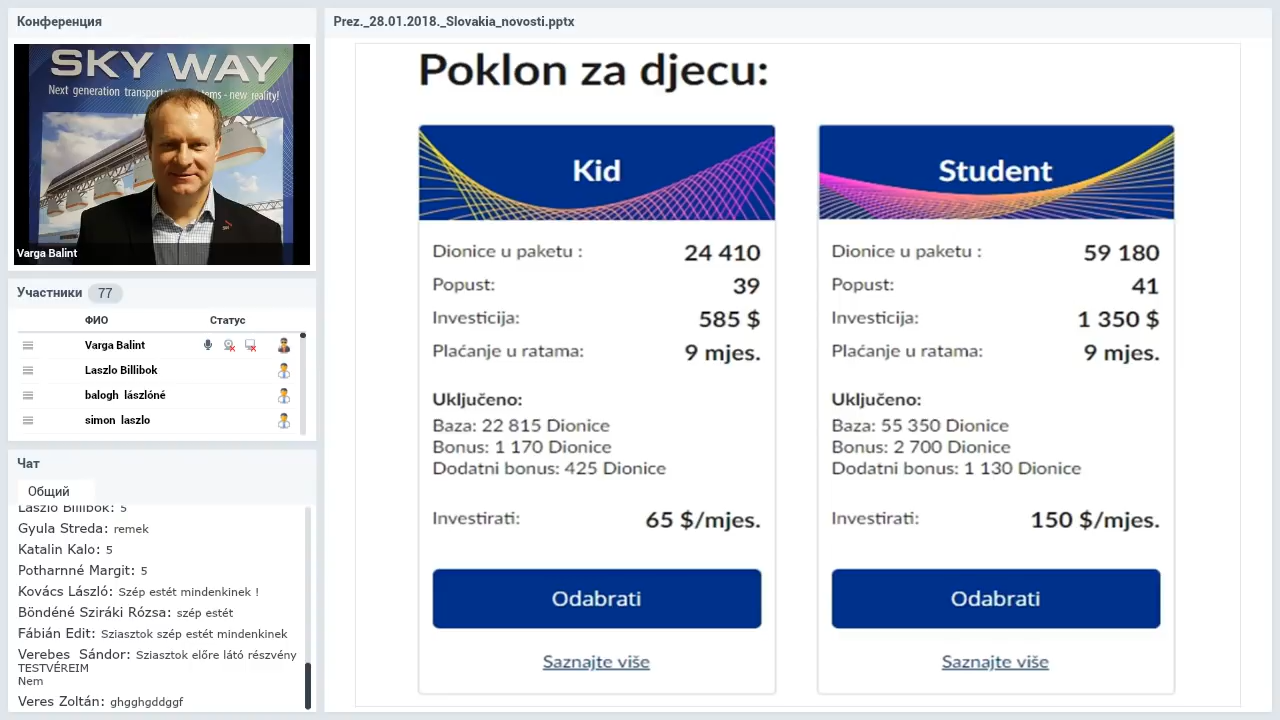 Конференция
SKY WAY
Next generation
new reality!
Varga Balint
Участники 77
ФИО Статус
Varga Balint
Laszlo Billibok
balogh lászlóné
simon laszlo
Чат
Общий
Laszlo Billibok: 5
Gyula Streda: remek
Katalin Kalo: 5
Potharnné Margit: 5
Kovács László: Szép estét mindenkinek !
Böndéné Sziráki Rózsa: szép estét
Fábián Edit: Sziasztok szép estét mindenkinek
Verebes Sándor: Sziasztok előre látó részvény
TESTVÉREIM
Nem
Veres Zoltán: ghgghgddggf
Prez._28.01.2018._Slovakia_novosti.pptx
Poklon za djecu:
Kid
Dionice u paketu : 24 410
Popust: 39
Investicija: 585 $
Plaćanje u ratama: 9 mjes.
Uključeno:
Baza: 22 815 Dionice
Bonus: 1 170 Dionice
Dodatni bonus: 425 Dionice
Investirati: 65 $/mjes.
Odabrati
Saznajte više
Student
Dionice u paketu : 59 180
Popust: 41
Investicija: 1 350 $
Plaćanje u ratama: 9 mjes.
Uključeno:
Baza: 55 350 Dionice
Bonus: 2 700 Dionice
Dodatni bonus: 1 130 Dionice
Investirati: 150 $/mjes.
Odabrati
Saznajte više